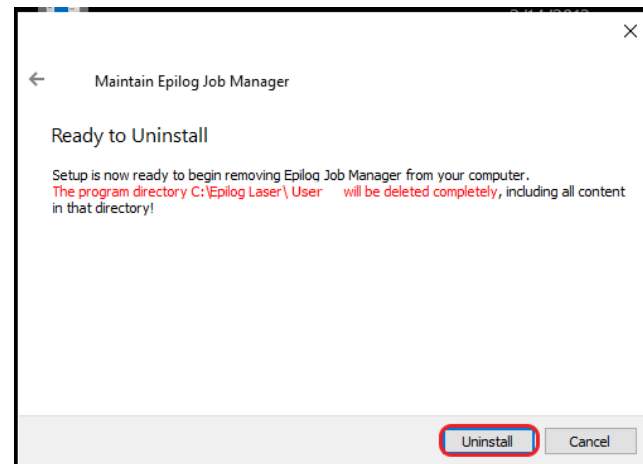 Maintain Epilog Job Manager
Ready to Uninstall
Setup is now ready to begin removing Epilog Job Manager from your computer.
The program directory C:\Epilog Laser\ User will be deleted completely, including all content
in that directory!
Uninstall
Cancel